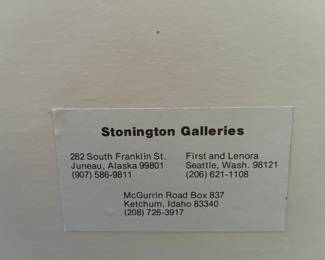 Stonington Galleries
282 South Franklin St. First and Lenora
Juneau, Alaska 99801 Seattle, Wash. 98121
(907) 586-9811 (206) 621-1108
McGurrin Road Box 837
Ketchum, Idaho 83340
(208) 726-3917